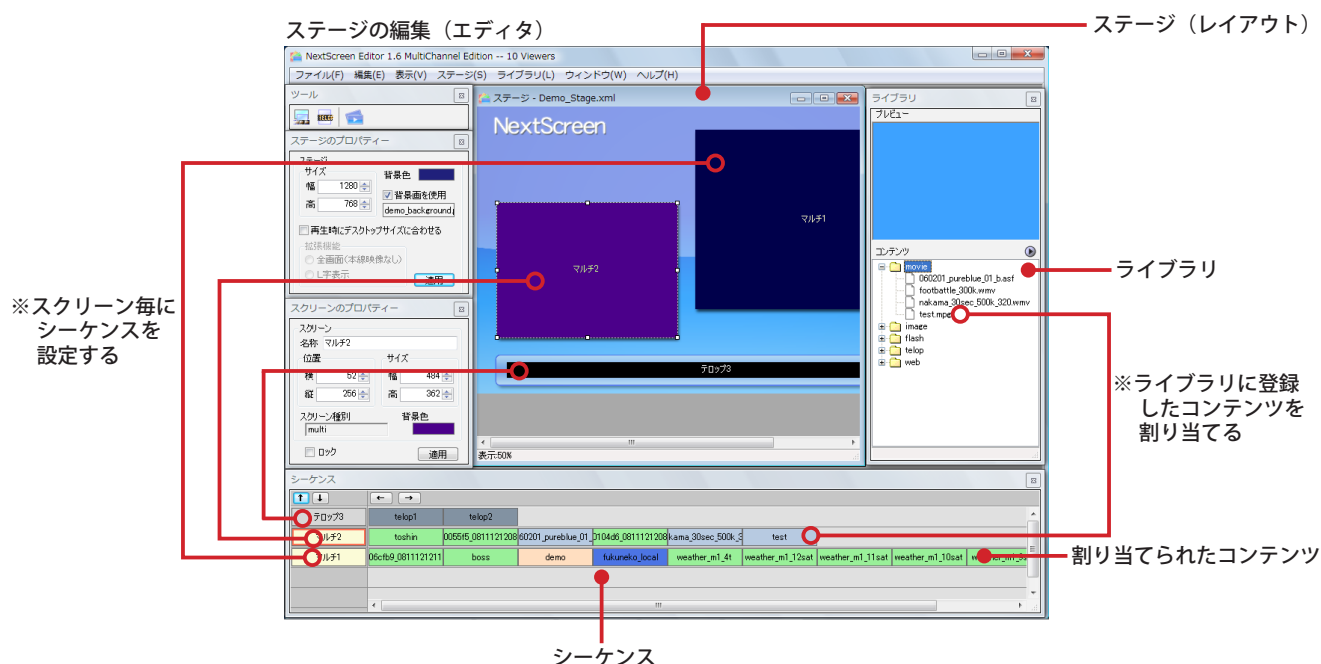 ステージの編集（エディタ）
ステージ（レイアウト）
NextScreen Editor 1.6 MultiChannel Edition -- 10 Viewers
ファイル(F) 編集(E) 表示(V) ステージ(S) ライブラリ(L) ウィンドウ(W) ヘルプ(H)
ツール
ステージのプロパティー
ステージ
サイズ
幅 1280
高 768
背景色
背景画を使用
demo_background.
再生時にデスクトップサイズに合わせる
拡張機能
全画面(本線映像なし)
L字表示
適用
スクリーンのプロパティー
スクリーン
名称 マルチ2
位置 サイズ
横 52 幅 484
縦 256 高 362
スクリーン種別 背景色
multi
ロック 適用
ステージ - Demo_Stage.xml
NextScreen
マルチ1
マルチ2
テロップ3
表示:50%
ライブラリ
プレビュー
コンテンツ
movie
060201_pureblue_01_b.asf
footbattle_300k.wmv
nakama_30sec_500k_320.wmv
test.mpe
image
flash
telop
web
ライブラリ
※スクリーン毎に
シーケンスを
設定する
※ライブラリに登録
したコンテンツを
割り当てる
シーケンス
テロップ3 telop1 telop2
マルチ2 toshin 0055f5_0811121208 60201_pureblue_01_ 0104d6_0811121208 kama_30sec_500k_3 test
マルチ1 06cfb9_0811121211 boss demo fukuneko_local weather_m1_4t weather_m1_12sat weather_m1_11sat weather_m1_10sat
割り当てられたコンテンツ
シーケンス